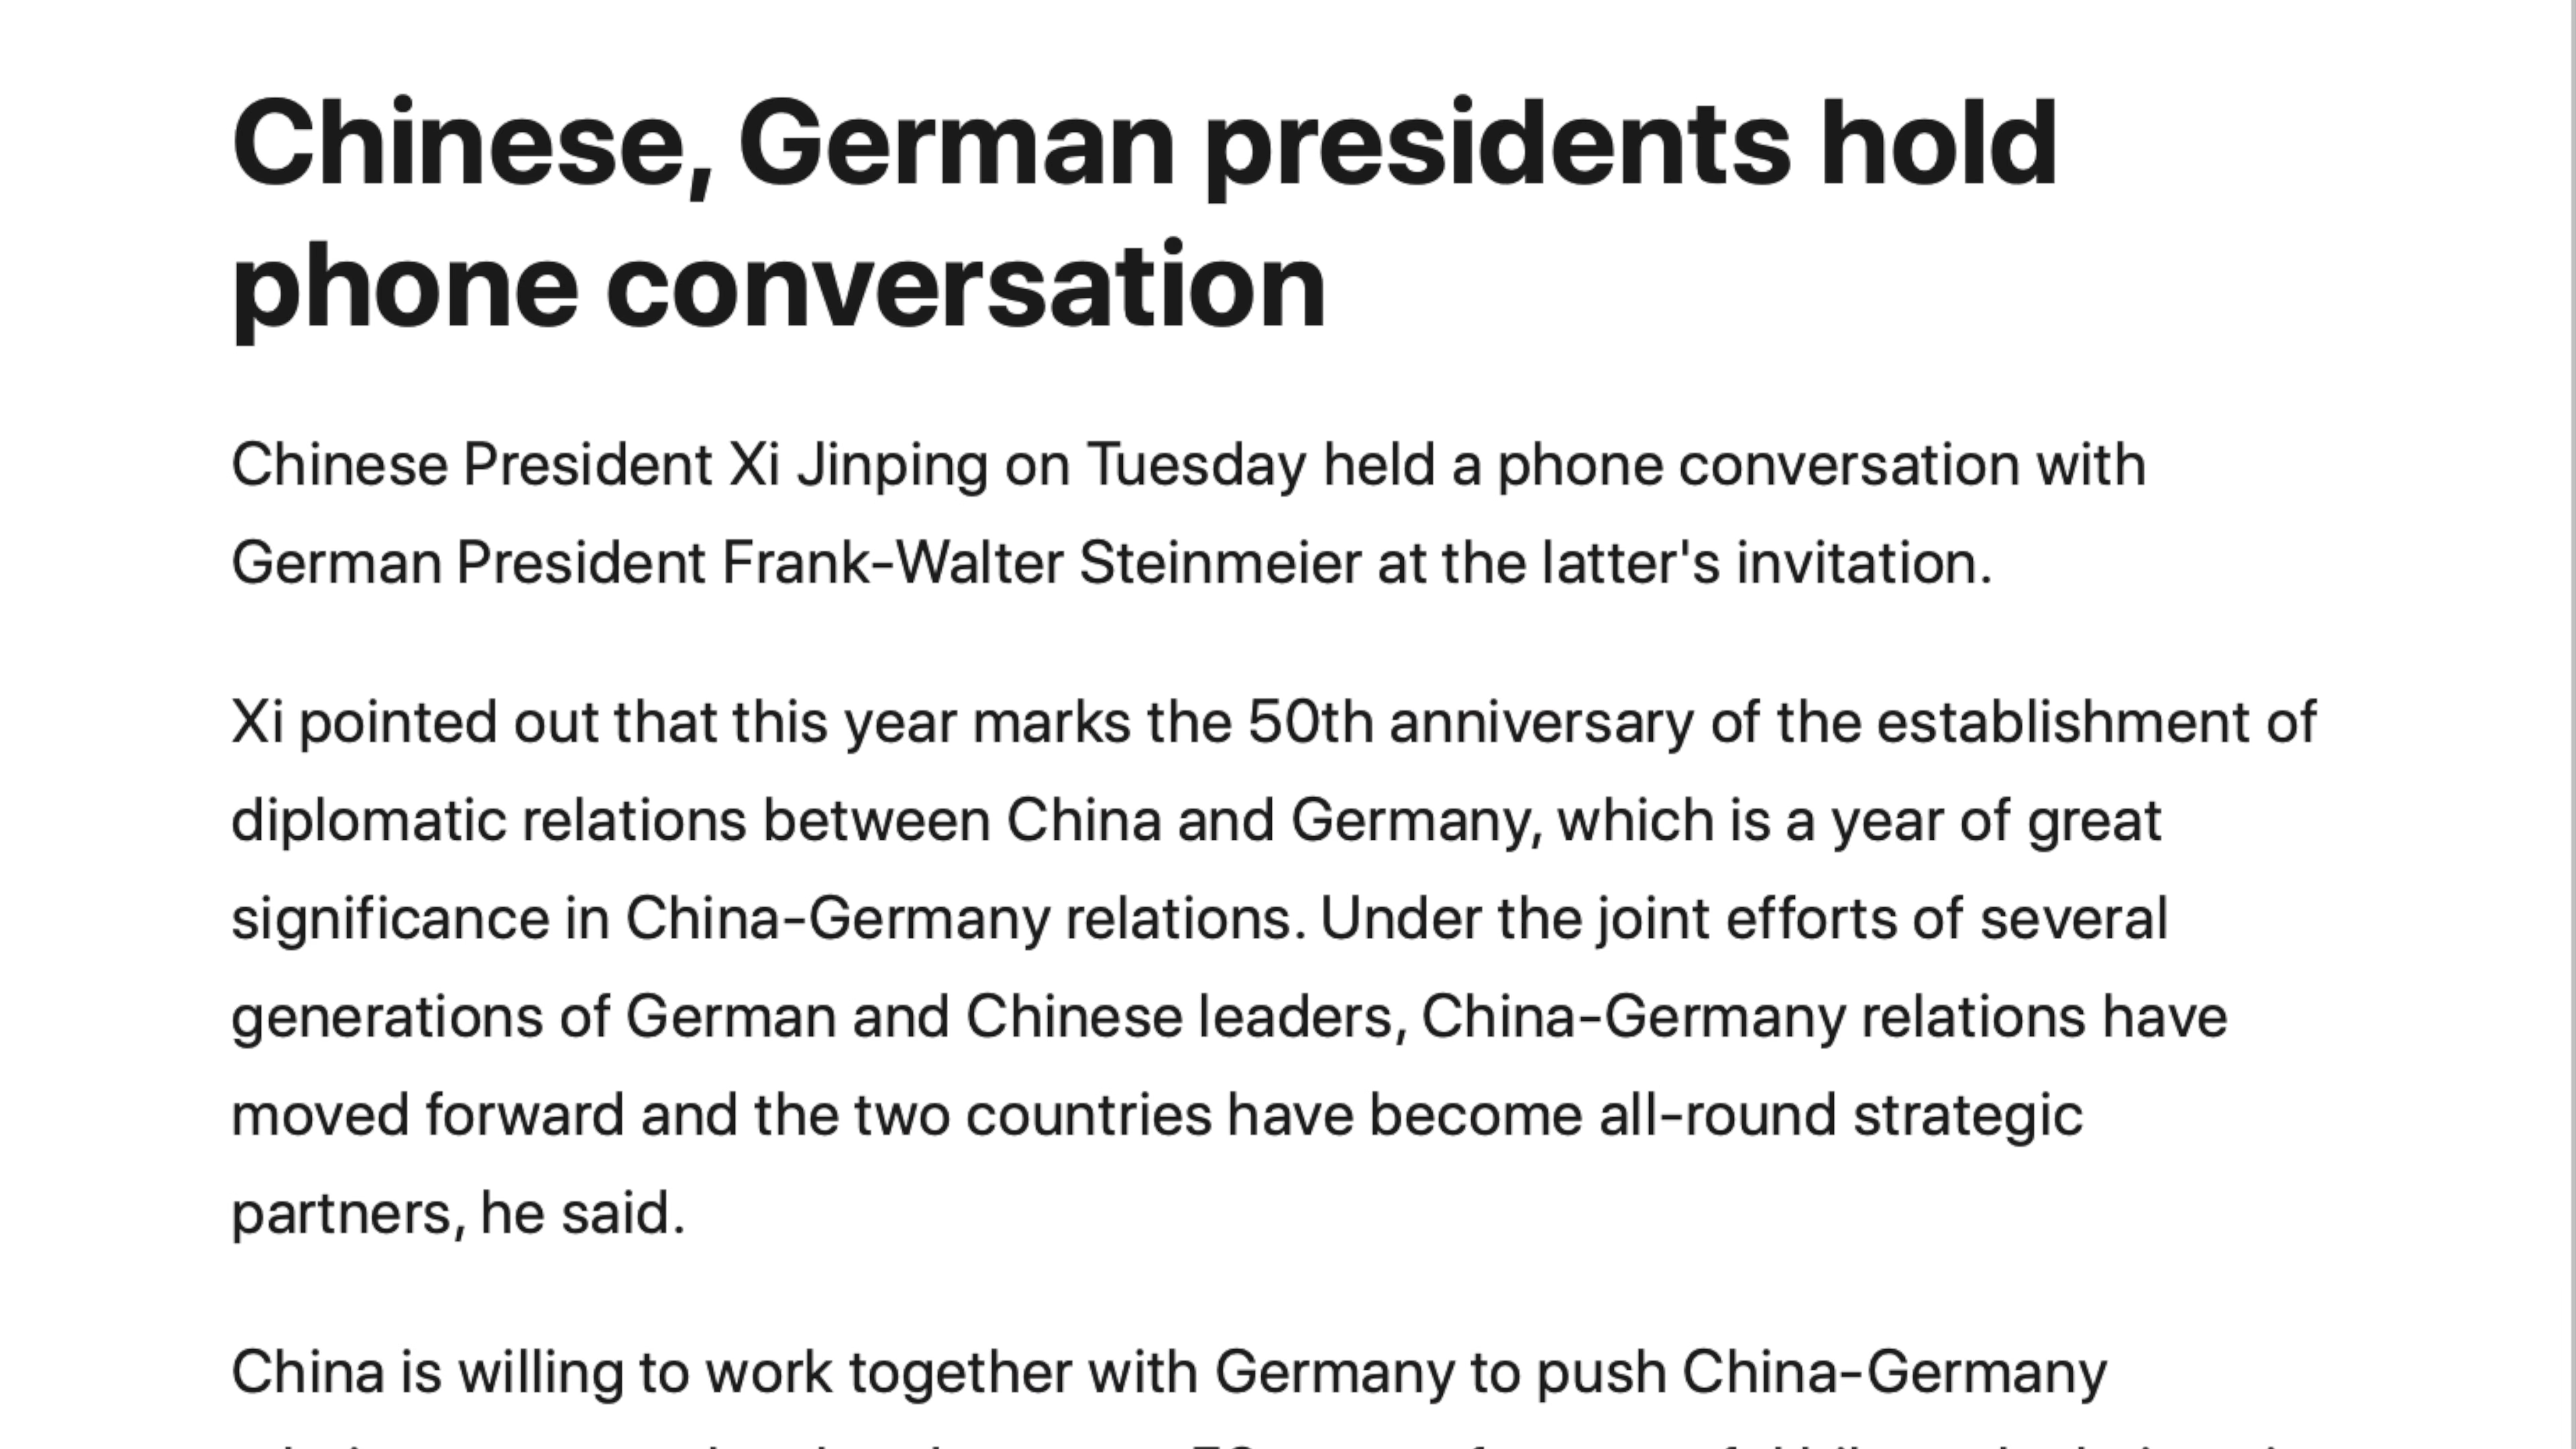 Chinese, German presidents hold
phone conversation
Chinese President Xi Jinping on Tuesday held a phone conversation with
German President Frank-Walter Steinmeier at the latter's invitation.
Xi pointed out that this year marks the 50th anniversary of the establishment of
diplomatic relations between China and Germany, which is a year of great
significance in China-Germany relations. Under the joint efforts of several
generations of German and Chinese leaders, China-Germany relations have
moved forward and the two countries have become all-round strategic
partners, he said.
China is willing to work together with Germany to push China-Germany